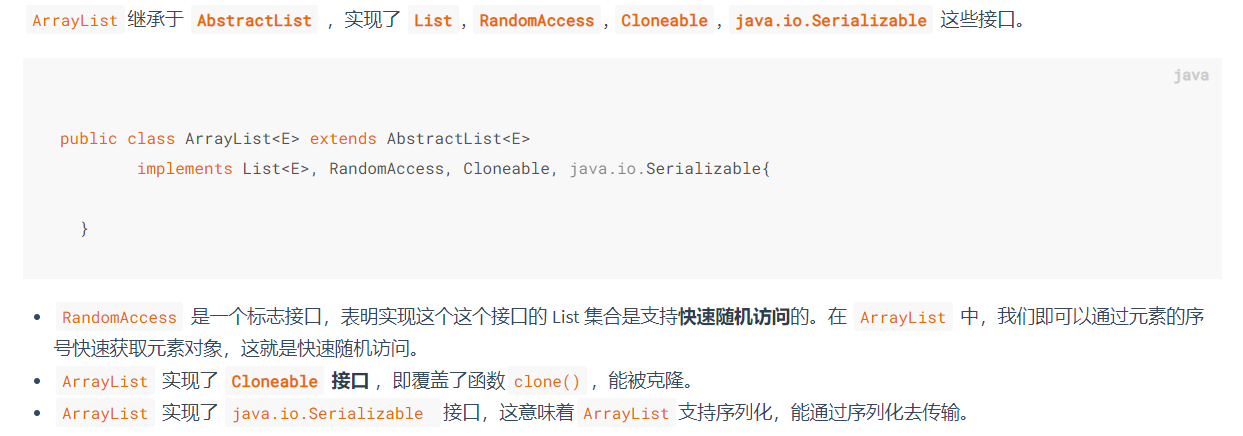 ArrayList 继承于 AbstractList ，实现了 List, RandomAccess, Cloneable, java.io.Serializable 这些接口。
java
public class ArrayList<E> extends AbstractList<E>
        implements List<E>, RandomAccess, Cloneable, java.io.Serializable{
  }
• RandomAccess 是一个标志接口，表明实现这个这个接口的 List 集合是支持快速随机访问的。在 ArrayList 中，我们即可以通过元素的序
号快速获取元素对象，这就是快速随机访问。
• ArrayList 实现了 Cloneable 接口 ，即覆盖了函数 clone() ，能被克隆。
• ArrayList 实现了 java.io.Serializable 接口，这意味着 ArrayList 支持序列化，能通过序列化去传输。